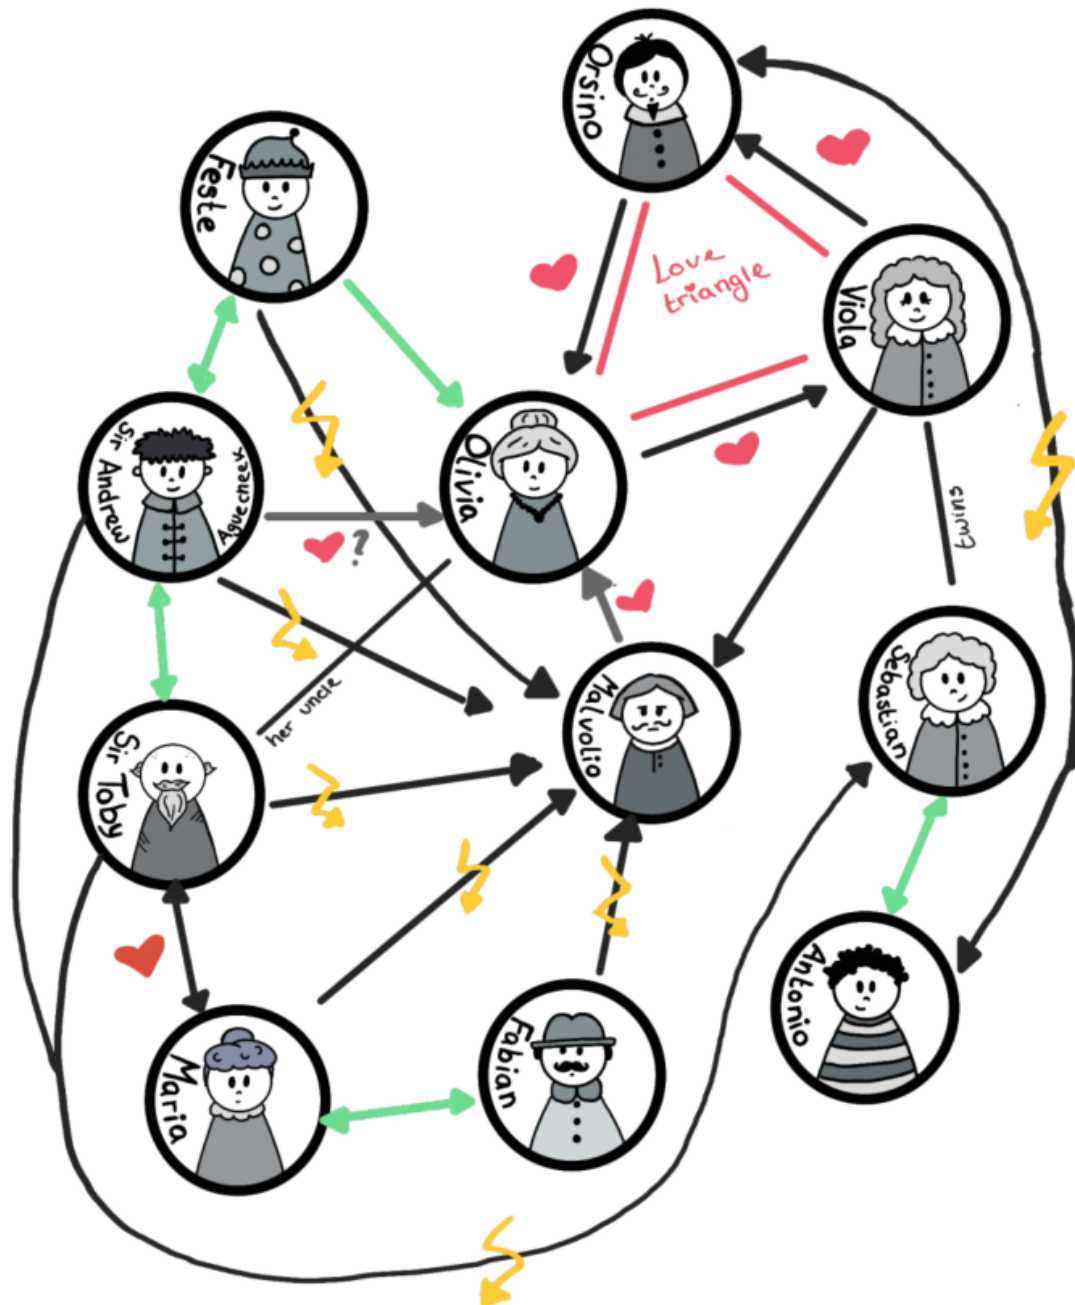 Orsino
Feste
Love
triangle
Viola
Sir Andrew
Aguecheek
Olivia
?
twins
her uncle
Sebastian
Malvolio
Sir Toby
Antonio
Maria
Fabian